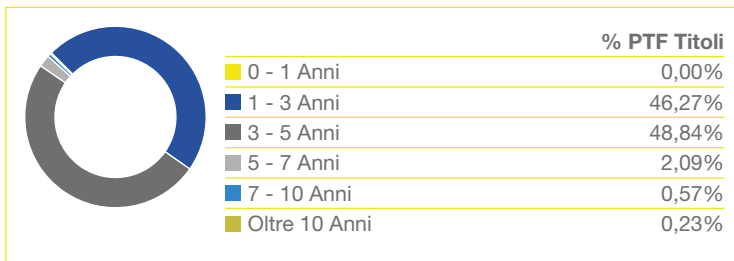 % PTF Titoli
0 - 1 Anni 0,00%
1 - 3 Anni 46,27%
3 - 5 Anni 48,84%
5 - 7 Anni 2,09%
7 - 10 Anni 0,57%
Oltre 10 Anni 0,23%